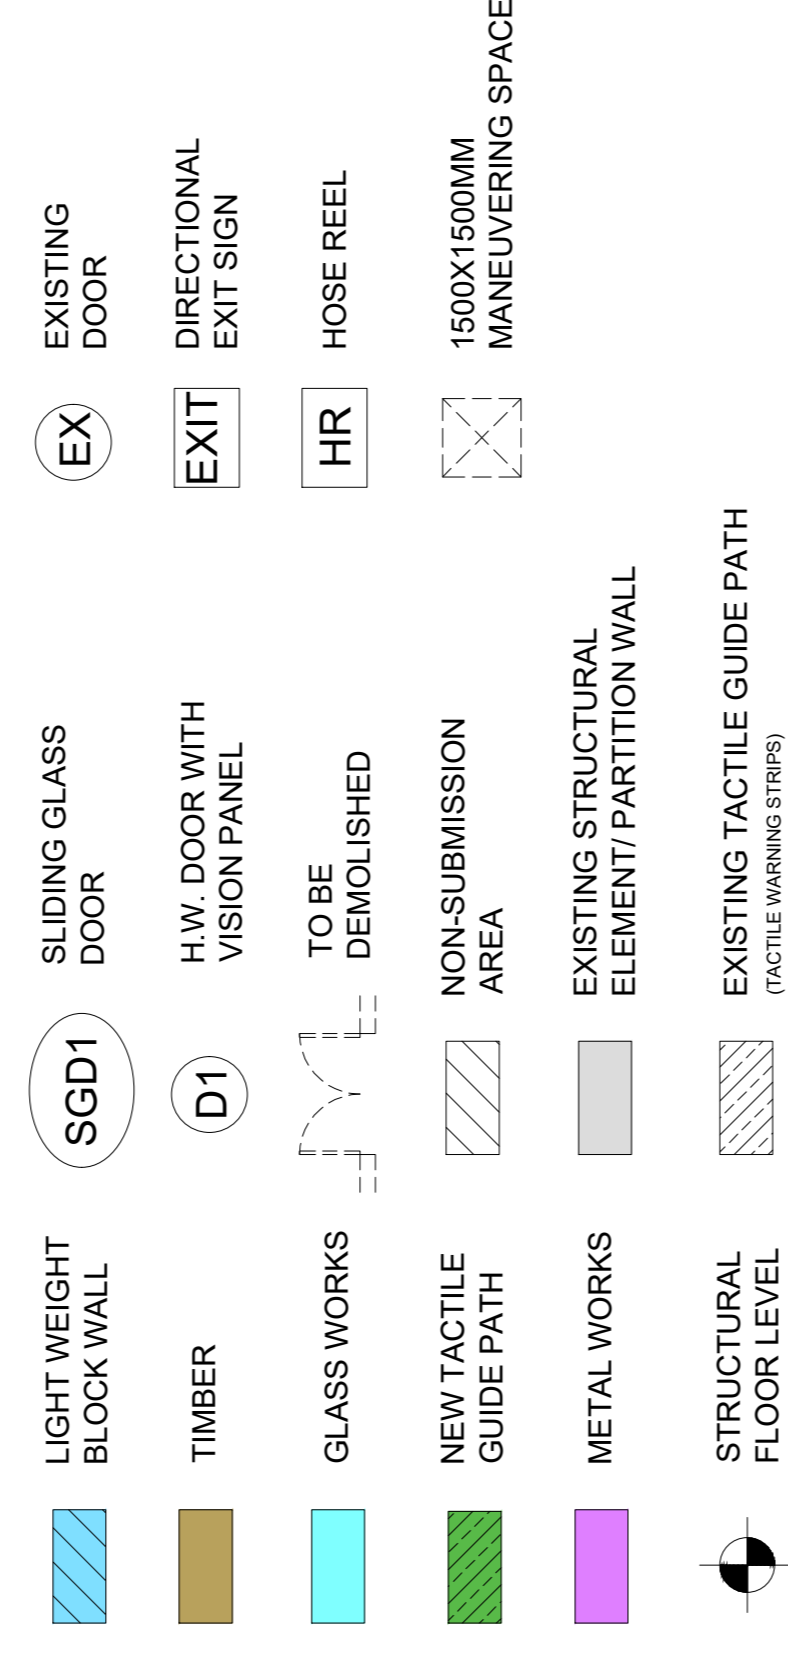 LIGHT WEIGHT
BLOCK WALL
TIMBER
GLASS WORKS
NEW TACTILE
GUIDE PATH
METAL WORKS
STRUCTURAL
FLOOR LEVEL
SGD1
SLIDING GLASS
DOOR
D1
H.W. DOOR WITH
VISION PANEL
TO BE
DEMOLISHED
NON-SUBMISSION
AREA
EXISTING STRUCTURAL
ELEMENT/ PARTITION WALL
EXISTING TACTILE GUIDE PATH
(TACTILE WARNING STRIPS)
EX
EXISTING
DOOR
EXIT
DIRECTIONAL
EXIT SIGN
HR
HOSE REEL
1500X1500MM
MANEUVERING SPACE